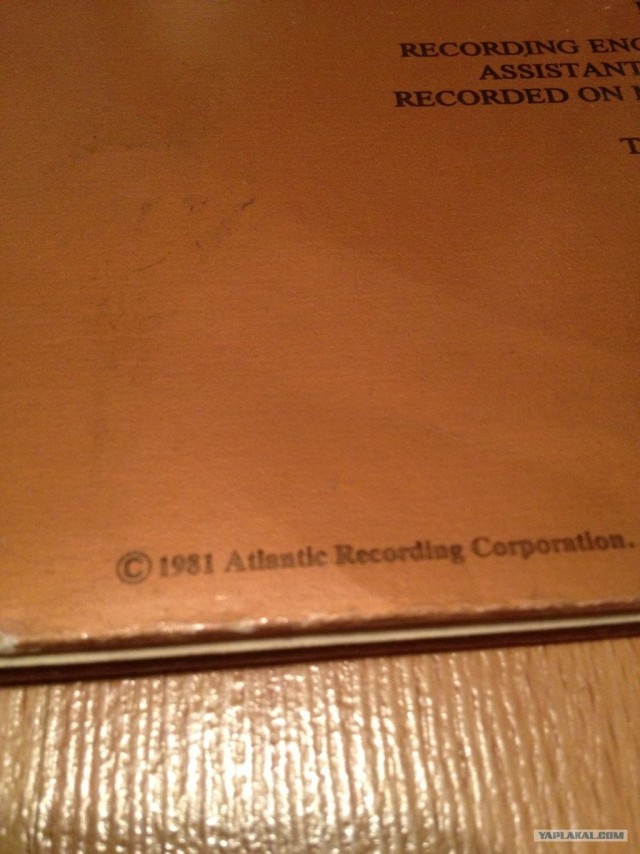 RECORDING
ASSISTANT
RECORDED ON
© 1981 Atlantic Recording Corporation.
YAPLAKAL.COM